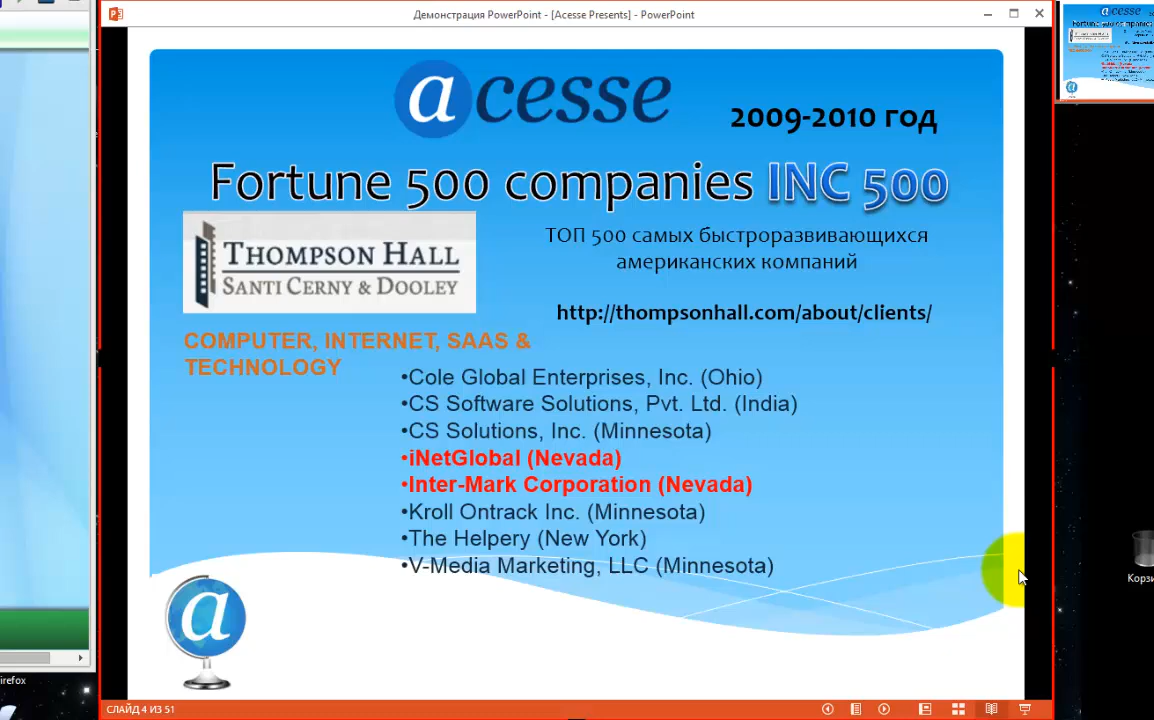 Демонстрация PowerPoint - [Acesse Presents] - PowerPoint
acesse
2009-2010 год
Fortune 500 companies INC 500
THOMPSON HALL
SANTI CERNY & DOOLEY
ТОП 500 самых быстроразвивающихся
американских компаний
http://thompsonhall.com/about/clients/
COMPUTER, INTERNET, SAAS &
TECHNOLOGY
•Cole Global Enterprises, Inc. (Ohio)
•CS Software Solutions, Pvt. Ltd. (India)
•CS Solutions, Inc. (Minnesota)
•iNetGlobal (Nevada)
•Inter-Mark Corporation (Nevada)
•Kroll Ontrack Inc. (Minnesota)
•The Helpery (New York)
•V-Media Marketing, LLC (Minnesota)
a
Корзи
irefox
СЛАЙД 4 ИЗ 51